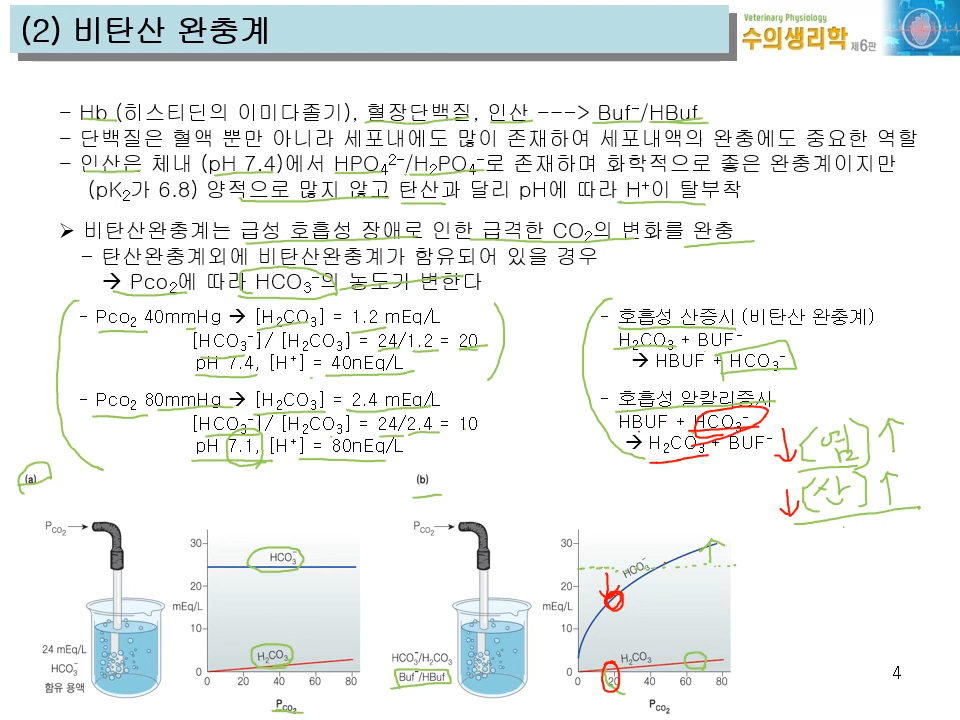 (2) 비탄산 완충계
Veterinary Physiology
수의생리학 제6판
- Hb (히스티딘의 이미다졸기), 혈장단백질, 인산 ---> Buf⁻/HBuf
- 단백질은 혈액 뿐만 아니라 세포내에도 많이 존재하여 세포내액의 완충에도 중요한 역할
- 인산은 체내 (pH 7.4)에서 HPO₄²⁻/H₂PO₄⁻로 존재하며 화학적으로 좋은 완충계이지만
(pK₂가 6.8) 양적으로 많지 않고 탄산과 달리 pH에 따라 H⁺이 탈부착
➢ 비탄산완충계는 급성 호흡성 장애로 인한 급격한 CO₂의 변화를 완충
- 탄산완충계외에 비탄산완충계가 함유되어 있을 경우
→ Pco₂에 따라 HCO₃⁻의 농도가 변한다
- Pco₂ 40mmHg → [H₂CO₃] = 1.2 mEq/L
[HCO₃⁻]/ [H₂CO₃] = 24/1.2 = 20
pH 7.4, [H⁺] = 40nEq/L
- Pco₂ 80mmHg → [H₂CO₃] = 2.4 mEq/L
[HCO₃⁻]/ [H₂CO₃] = 24/2.4 = 10
pH 7.1, [H⁺] = 80nEq/L
- 호흡성 산증시 (비탄산 완충계)
H₂CO₃ + BUF⁻
→ HBUF + HCO₃⁻
- 호흡성 알칼리증시
HBUF + HCO₃⁻
→ H₂CO₃ + BUF⁻
↓ [염] ↑
↓ [산] ↑
(a)
P_CO₂
24 mEq/L
HCO₃⁻
함유 용액
30
20
mEq/L
10
0
HCO₃⁻
H₂CO₃
0 20 40 60 80
P_CO₂
(b)
P_CO₂
HCO₃⁻/H₂CO₃
Buf⁻/HBuf
30
20
mEq/L
10
0
HCO₃⁻
H₂CO₃
0 20 40 60 80
P_CO₂
4